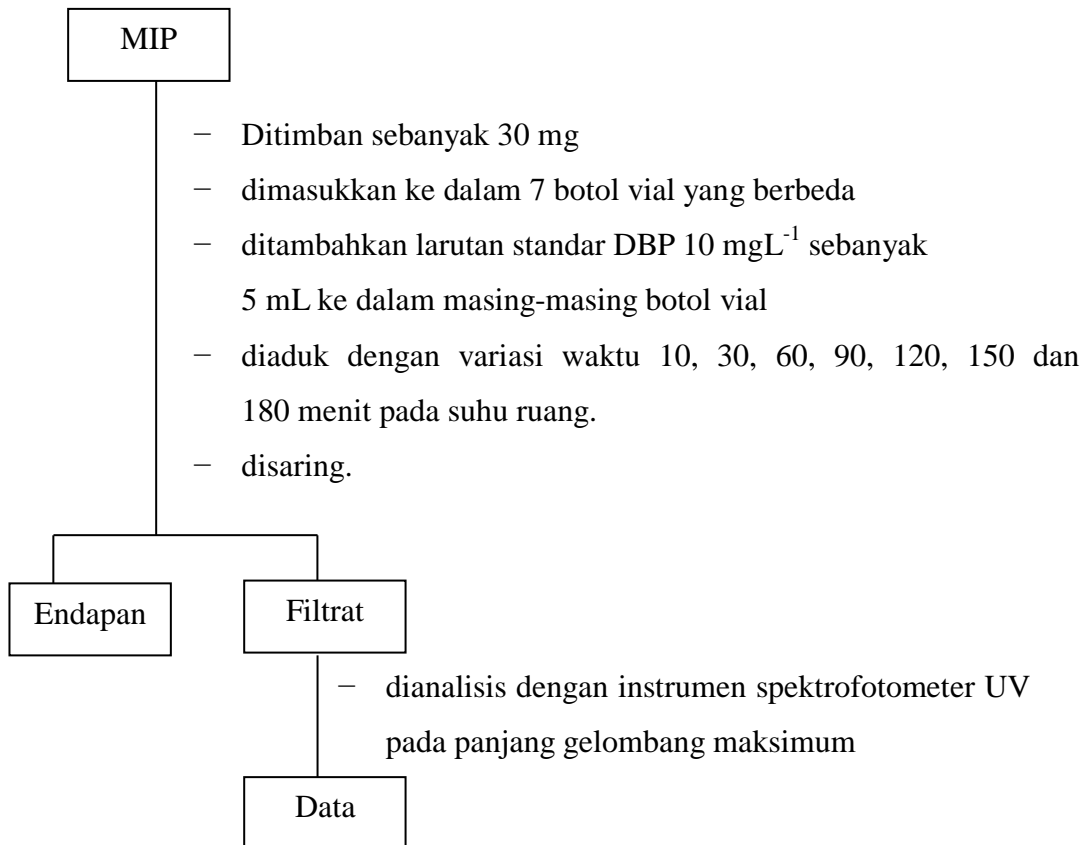 MIP
− Ditimban sebanyak 30 mg
− dimasukkan ke dalam 7 botol vial yang berbeda
− ditambahkan larutan standar DBP 10 mgL⁻¹ sebanyak
5 mL ke dalam masing-masing botol vial
− diaduk dengan variasi waktu 10, 30, 60, 90, 120, 150 dan
180 menit pada suhu ruang.
− disaring.
Endapan
Filtrat
− dianalisis dengan instrumen spektrofotometer UV
pada panjang gelombang maksimum
Data